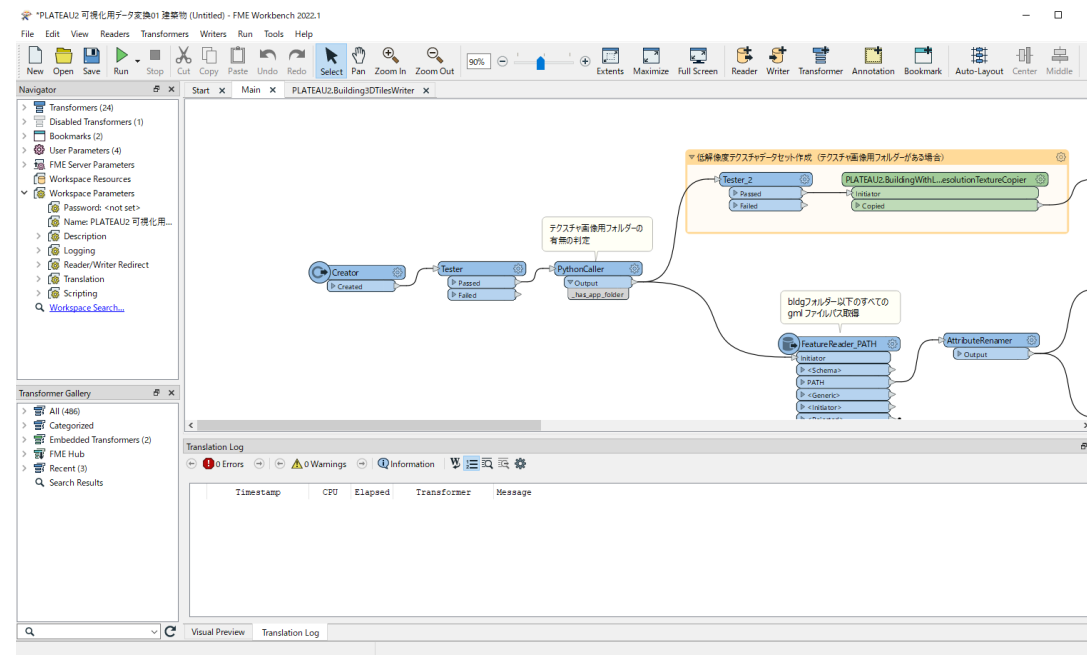 *PLATEAU2 可視化用データ変換01 建築物 (Untitled) - FME Workbench 2022.1
File Edit View Readers Transformers Writers Run Tools Help
New Open Save Run Stop Cut Copy Paste Undo Redo Select Pan Zoom In Zoom Out 90% Extents Maximize Full Screen Reader Writer Transformer Annotation Bookmark Auto-Layout Center Middle
Navigator
Transformers (24)
Disabled Transformers (1)
Bookmarks (2)
User Parameters (4)
FME Server Parameters
Workspace Resources
Workspace Parameters
Password: <not set>
Name: PLATEAU2 可視化用...
Description
Logging
Reader/Writer Redirect
Translation
Scripting
Workspace Search...
Transformer Gallery
All (486)
Categorized
Embedded Transformers (2)
FME Hub
Recent (3)
Search Results
Start Main PLATEAU2.Building3DTilesWriter
低解像度テクスチャデータセット作成（テクスチャ画像用フォルダーがある場合）
Tester_2
Passed
Failed
PLATEAU2.BuildingWithL...esolutionTextureCopier
Initiator
Copied
テクスチャ画像用フォルダーの
有無の判定
Creator
Created
Tester
Passed
Failed
PythonCaller
Output
_has_app_folder
bldgフォルダー以下のすべての
gml ファイルパス取得
FeatureReader_PATH
Initiator
<Schema>
PATH
<Generic>
<Initiator>
AttributeRenamer
Output
Translation Log
0 Errors 0 Warnings Information
Timestamp CPU Elapsed Transformer Message
Visual Preview Translation Log